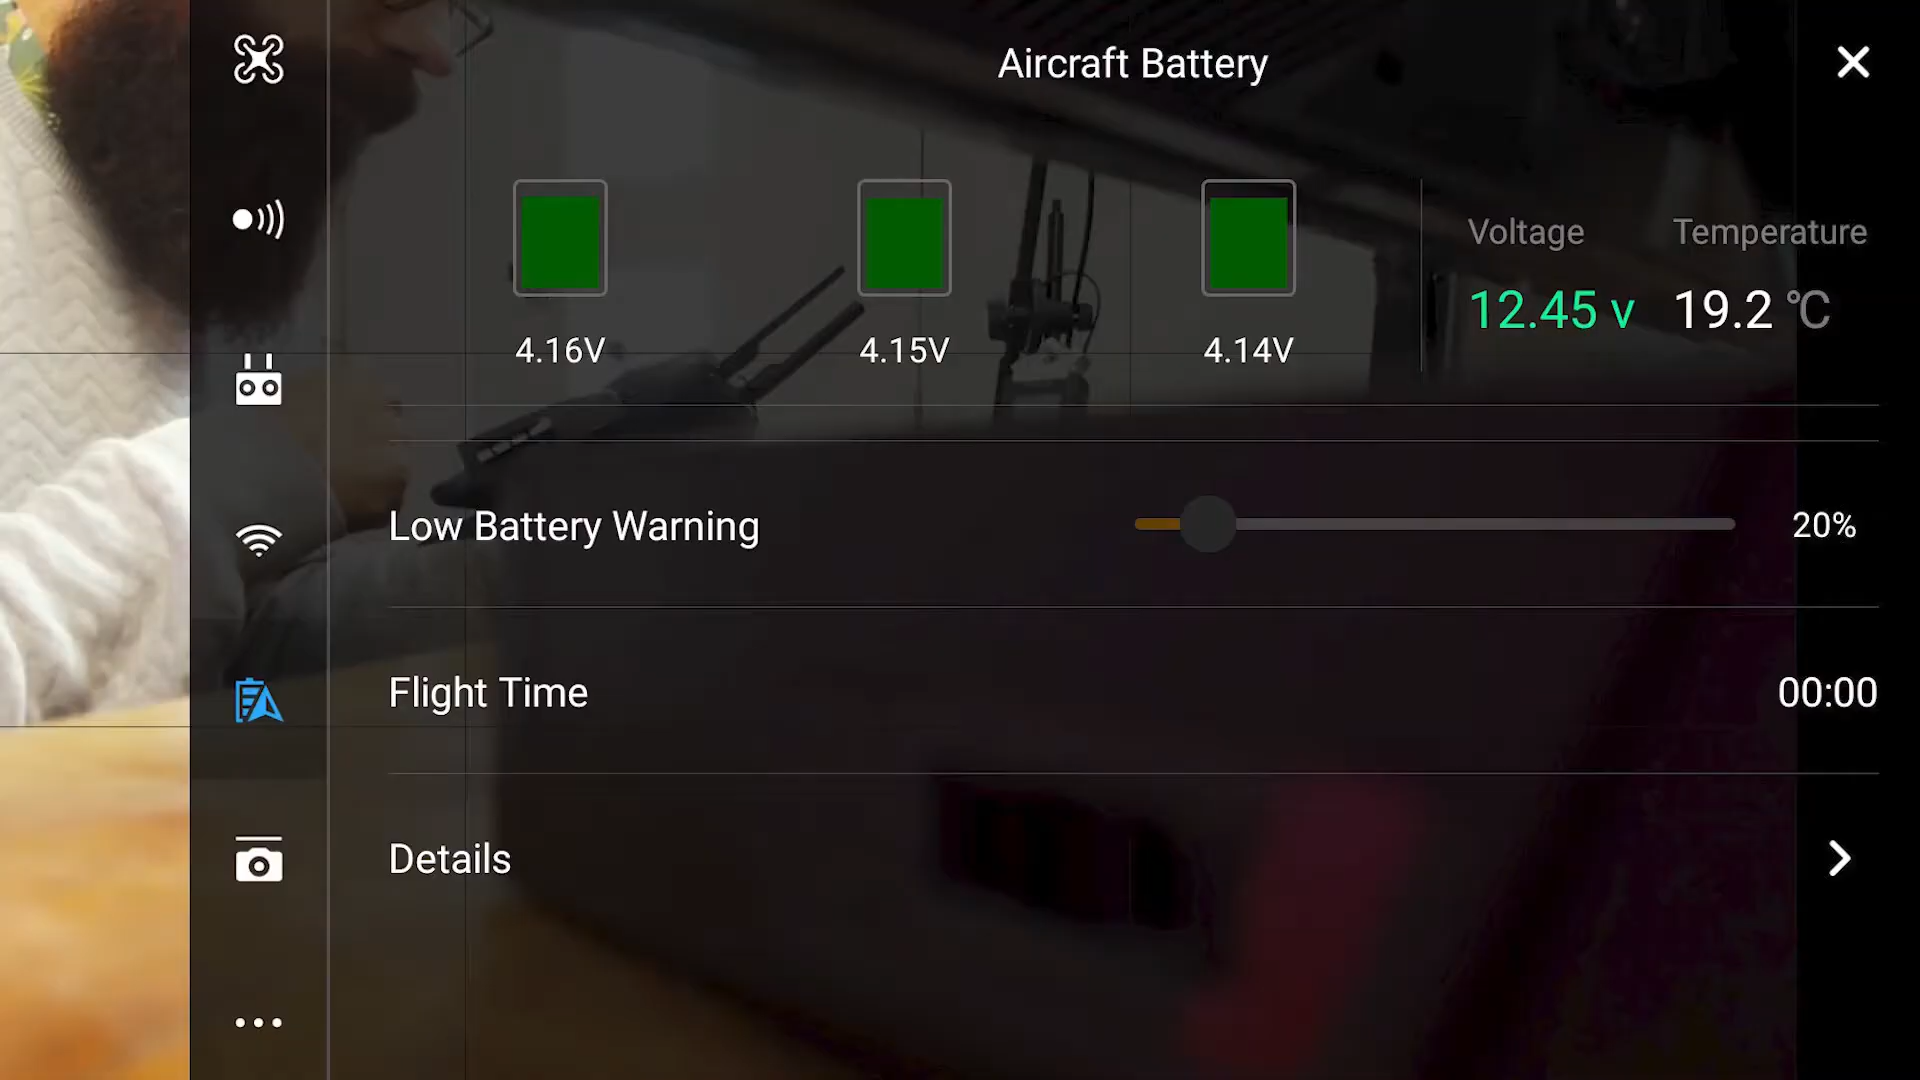 Aircraft Battery
Voltage Temperature
4.16V 4.15V 4.14V 12.45 v 19.2 °C
Low Battery Warning 20%
Flight Time 00:00
Details